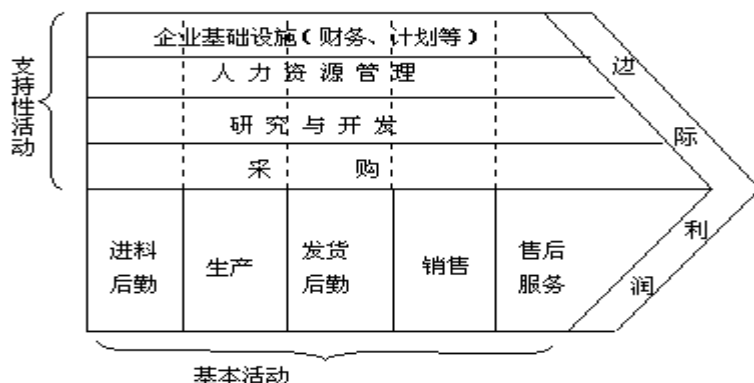 支持性活动
企业基础设施(财务、计划等)
人力资源管理
研究与开发
采购
进料
后勤
生产
发货
后勤
销售
售后
服务
边际利润
基本活动